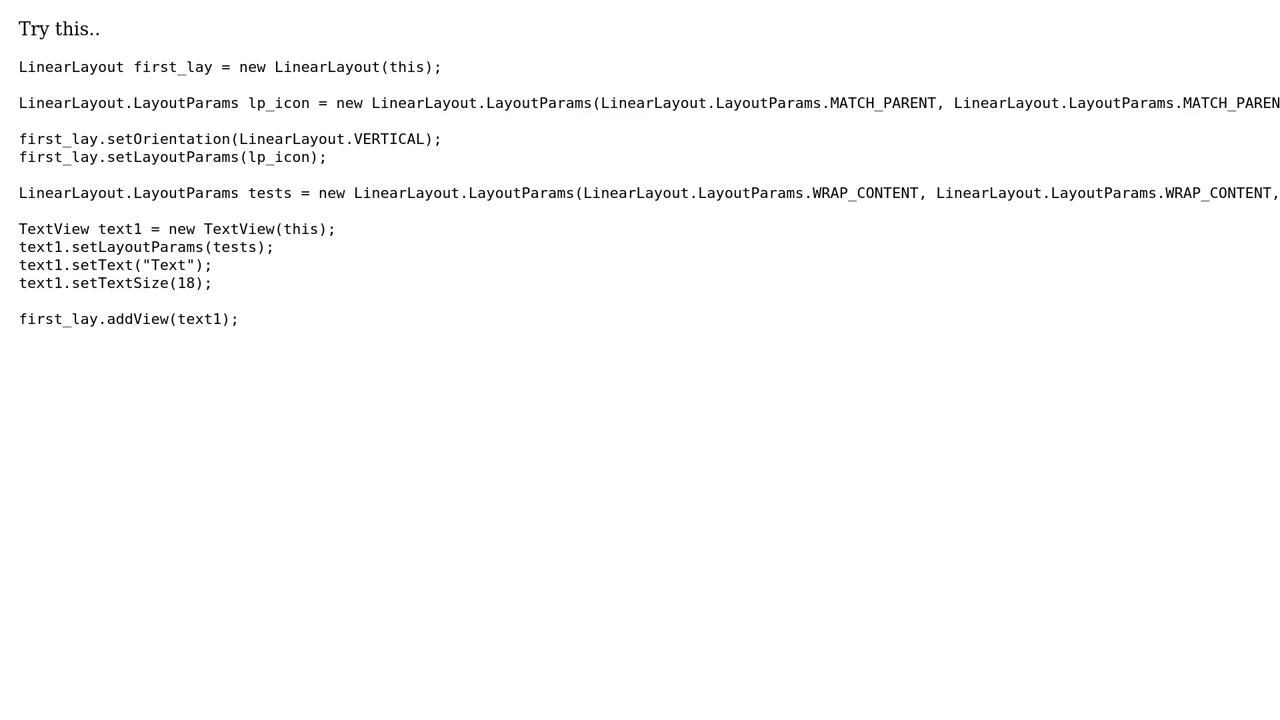 Try this..
LinearLayout first_lay = new LinearLayout(this);
LinearLayout.LayoutParams lp_icon = new LinearLayout.LayoutParams(LinearLayout.LayoutParams.MATCH_PARENT, LinearLayout.LayoutParams.MATCH_PAREN
first_lay.setOrientation(LinearLayout.VERTICAL);
first_lay.setLayoutParams(lp_icon);
LinearLayout.LayoutParams tests = new LinearLayout.LayoutParams(LinearLayout.LayoutParams.WRAP_CONTENT, LinearLayout.LayoutParams.WRAP_CONTENT,
TextView text1 = new TextView(this);
text1.setLayoutParams(tests);
text1.setText("Text");
text1.setTextSize(18);
first_lay.addView(text1);